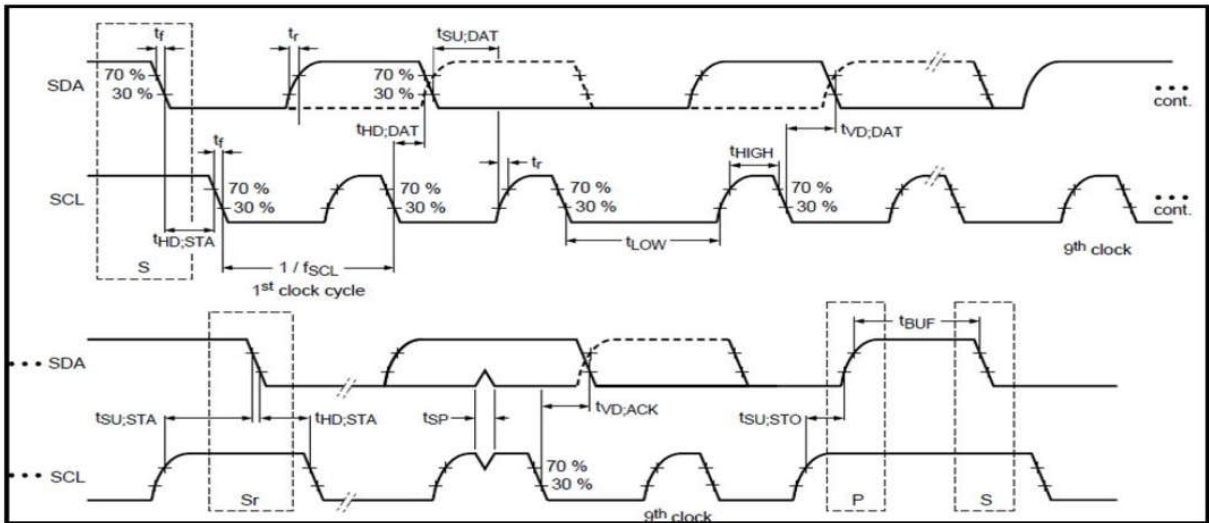 tf tr tSU;DAT
SDA 70 % 30 % 70 % 30 % cont.
tHD;DAT tVD;DAT
tf tr tHIGH
SCL 70 % 30 % 70 % 30 % 70 % 30 % cont.
tHD;STA tLOW
S 1 / fSCL 9th clock
1st clock cycle
tBUF
SDA
tSU;STA tHD;STA tSP tVD;ACK tSU;STO
SCL 70 % 30 %
Sr P S
9th clock